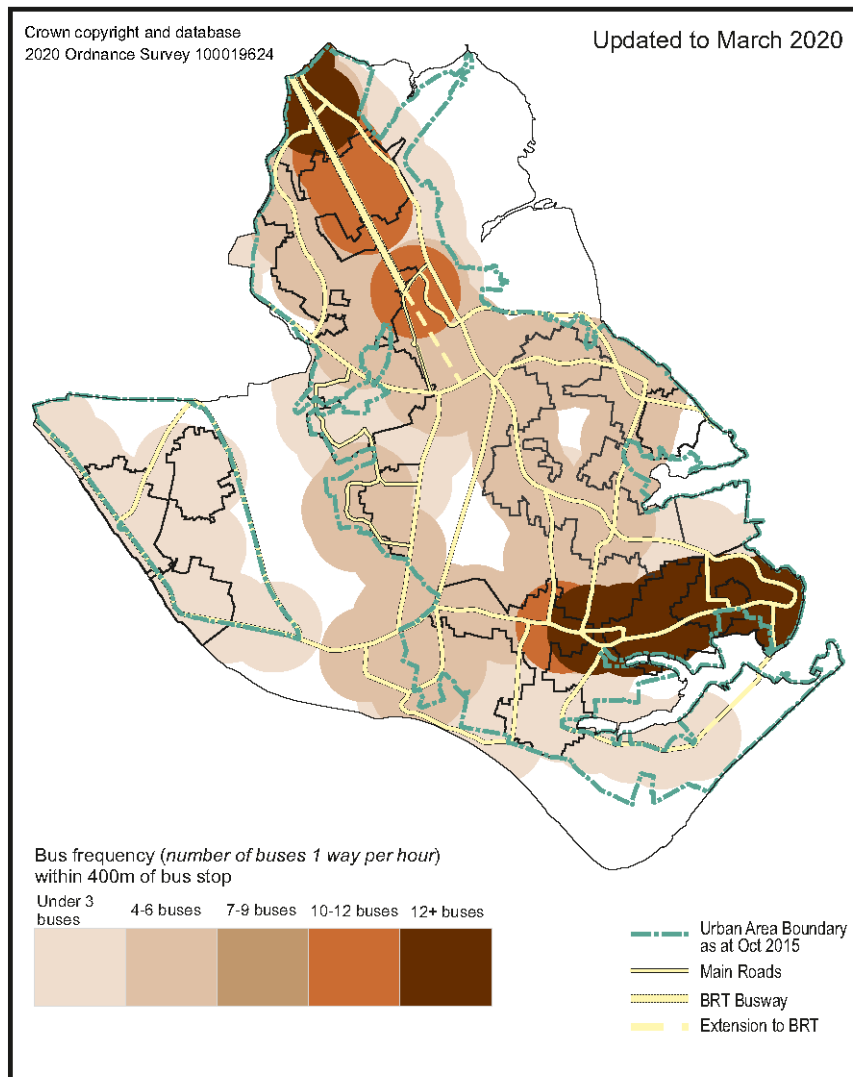 Crown copyright and database
2020 Ordnance Survey 100019624
Updated to March 2020
Bus frequency (number of buses 1 way per hour)
within 400m of bus stop
Under 3
buses
4-6 buses
7-9 buses
10-12 buses
12+ buses
Urban Area Boundary
as at Oct 2015
Main Roads
BRT Busway
Extension to BRT